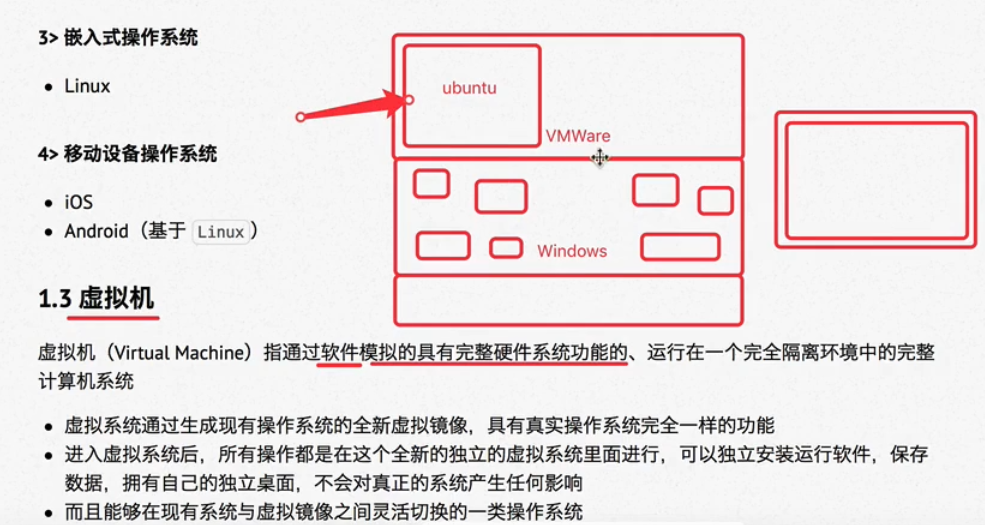 3> 嵌入式操作系统
• Linux
4> 移动设备操作系统
• iOS
• Android（基于 Linux）
ubuntu
VMWare
Windows
1.3 虚拟机
虚拟机（Virtual Machine）指通过软件模拟的具有完整硬件系统功能的、运行在一个完全隔离环境中的完整
计算机系统
• 虚拟系统通过生成现有操作系统的全新虚拟镜像，具有真实操作系统完全一样的功能
• 进入虚拟系统后，所有操作都是在这个全新的独立的虚拟系统里面进行，可以独立安装运行软件，保存
数据，拥有自己的独立桌面，不会对真正的系统产生任何影响
• 而且能够在现有系统与虚拟镜像之间灵活切换的一类操作系统